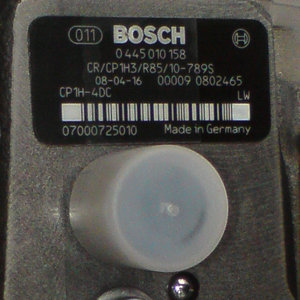 011 BOSCH
0 445 010 158
CR/CP1H3/R85/10-789S
08-04-16 00009 0802465
CP1H-4DC
LW
07000725010 Made in Germany